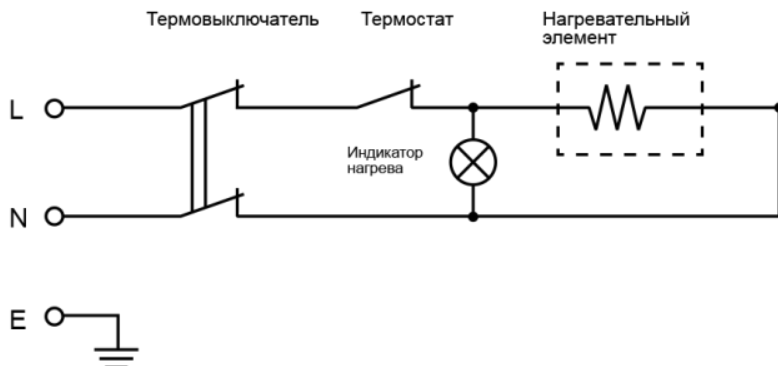 Термовыключатель
Термостат
Нагревательный
элемент
L
Индикатор
нагрева
N
E